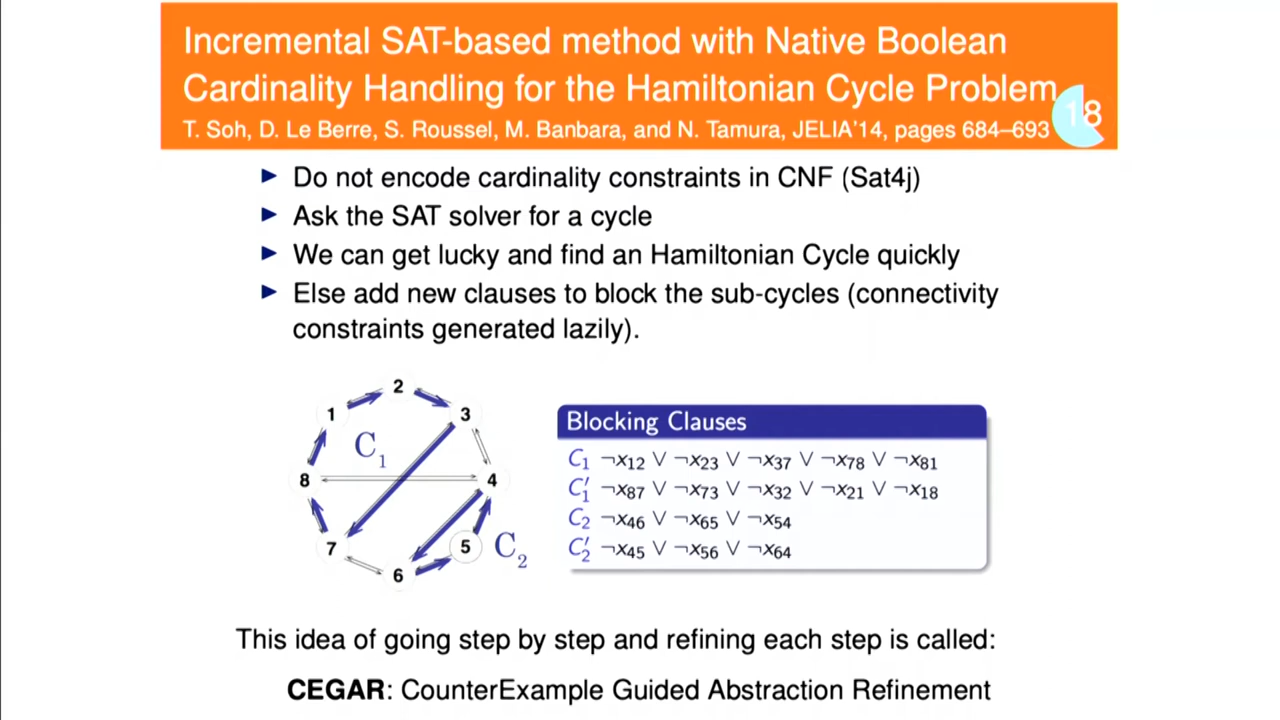 Incremental SAT-based method with Native Boolean
Cardinality Handling for the Hamiltonian Cycle Problem
18
T. Soh, D. Le Berre, S. Roussel, M. Banbara, and N. Tamura, JELIA'14, pages 684–693
► Do not encode cardinality constraints in CNF (Sat4j)
► Ask the SAT solver for a cycle
► We can get lucky and find an Hamiltonian Cycle quickly
► Else add new clauses to block the sub-cycles (connectivity
constraints generated lazily).
2
1
3
C₁
8
4
7
5
C₂
6
Blocking Clauses
C₁ ¬x₁₂ ∨ ¬x₂₃ ∨ ¬x₃₇ ∨ ¬x₇₈ ∨ ¬x₈₁
C′₁ ¬x₈₇ ∨ ¬x₇₃ ∨ ¬x₃₂ ∨ ¬x₂₁ ∨ ¬x₁₈
C₂ ¬x₄₆ ∨ ¬x₆₅ ∨ ¬x₅₄
C′₂ ¬x₄₅ ∨ ¬x₅₆ ∨ ¬x₆₄
This idea of going step by step and refining each step is called:
CEGAR: CounterExample Guided Abstraction Refinement